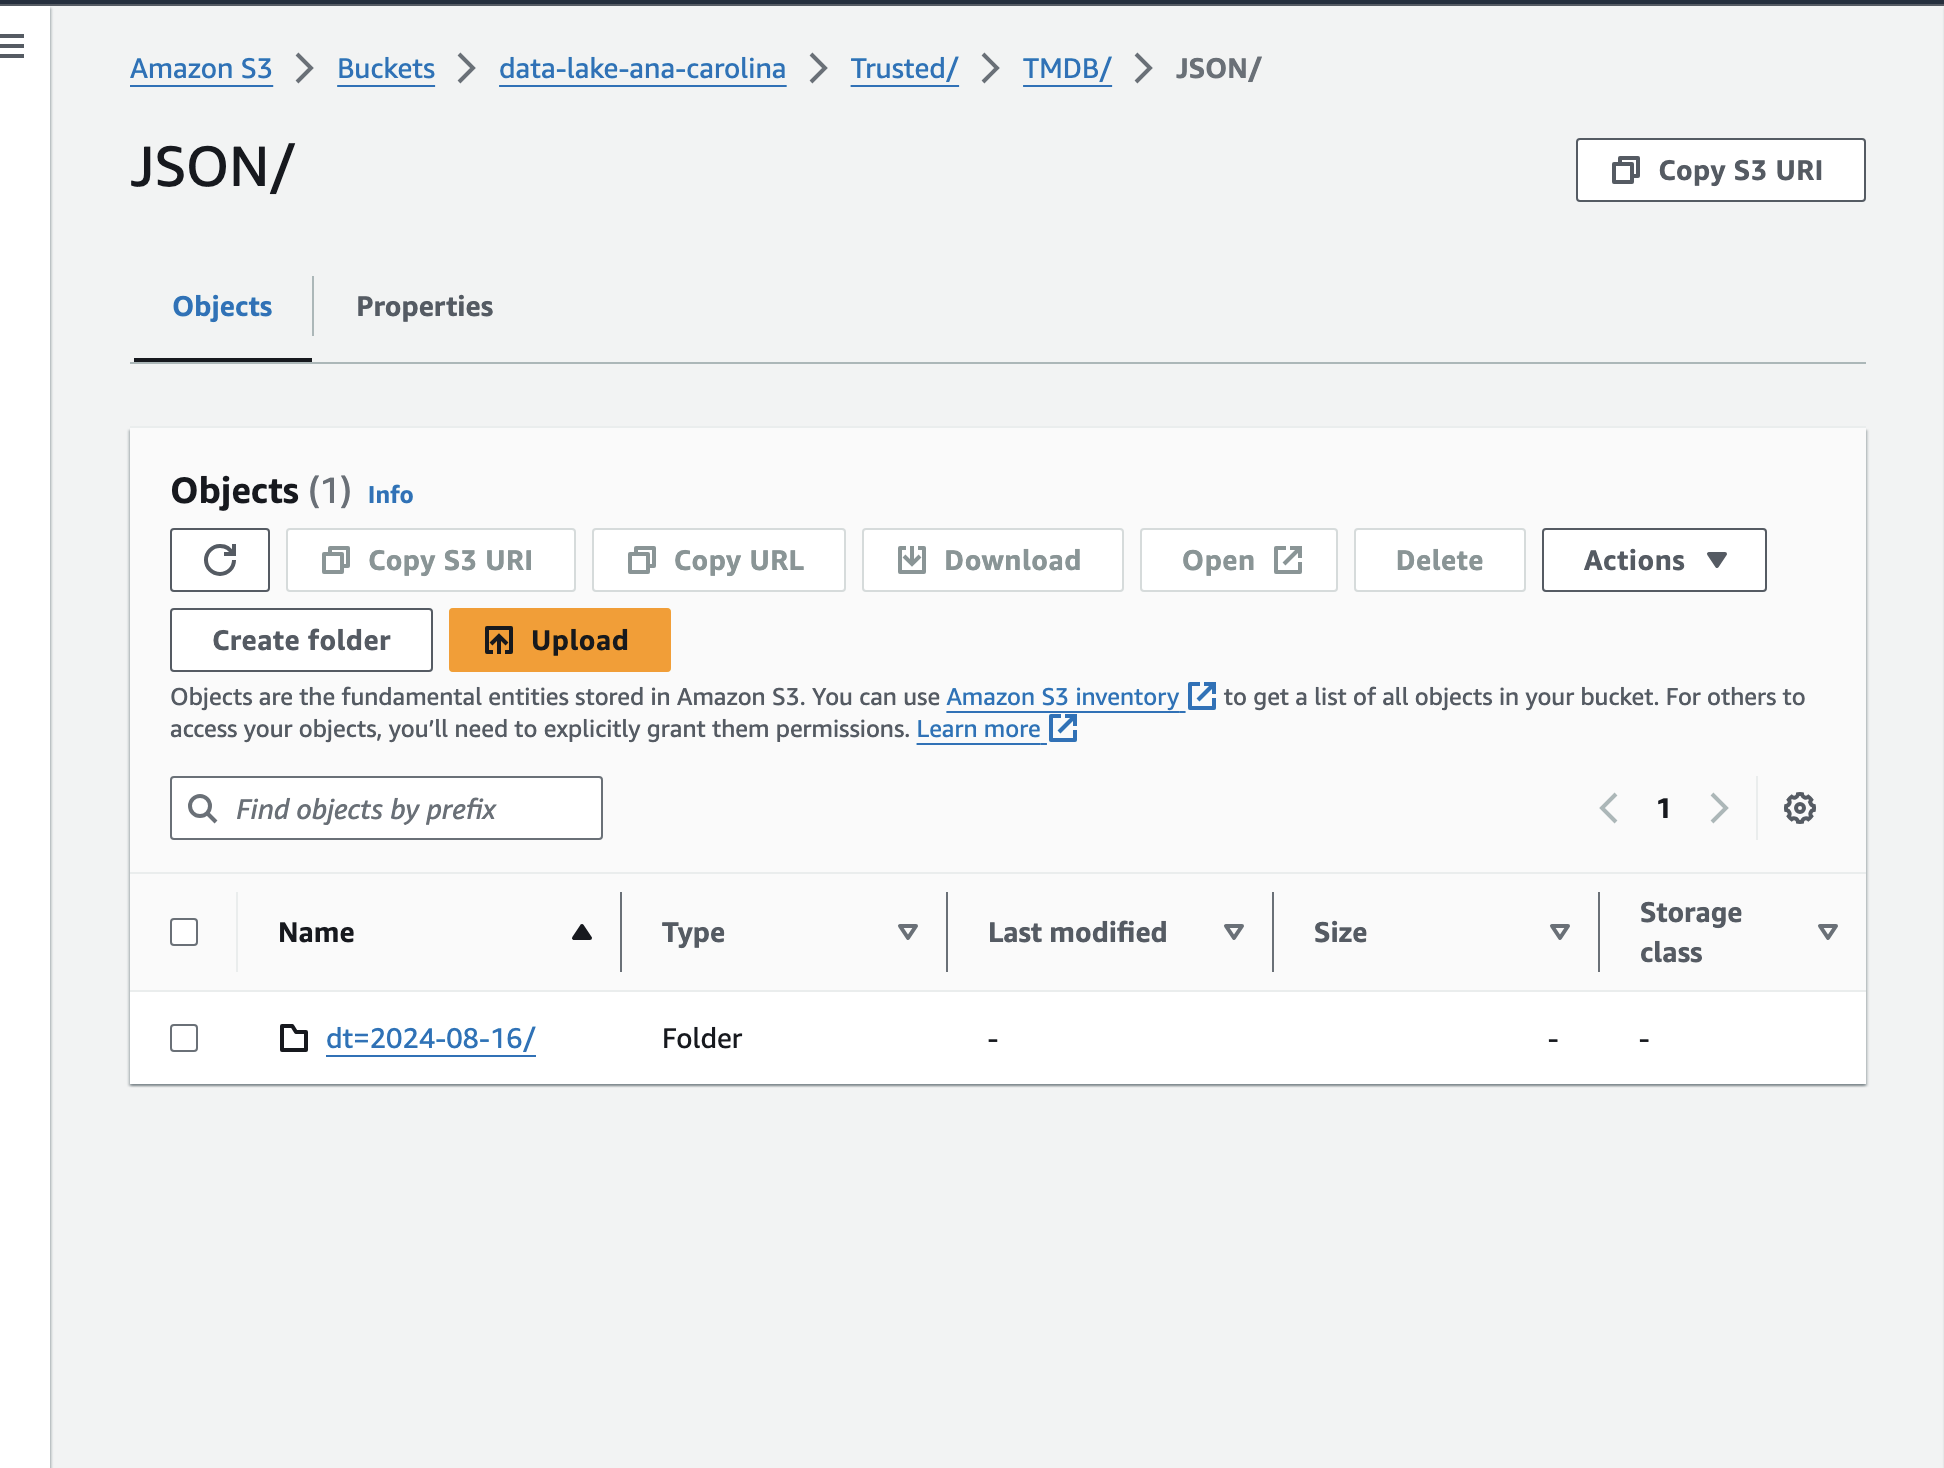 Amazon S3 Buckets data-lake-ana-carolina Trusted/ TMDB/ JSON/
JSON/
Copy S3 URI
Objects Properties
Objects (1) Info
Copy S3 URI Copy URL Download Open Delete Actions
Create folder Upload
Objects are the fundamental entities stored in Amazon S3. You can use Amazon S3 inventory to get a list of all objects in your bucket. For others to
access your objects, you’ll need to explicitly grant them permissions. Learn more
Find objects by prefix
1
Name Type Last modified Size Storage class
dt=2024-08-16/ Folder - - -